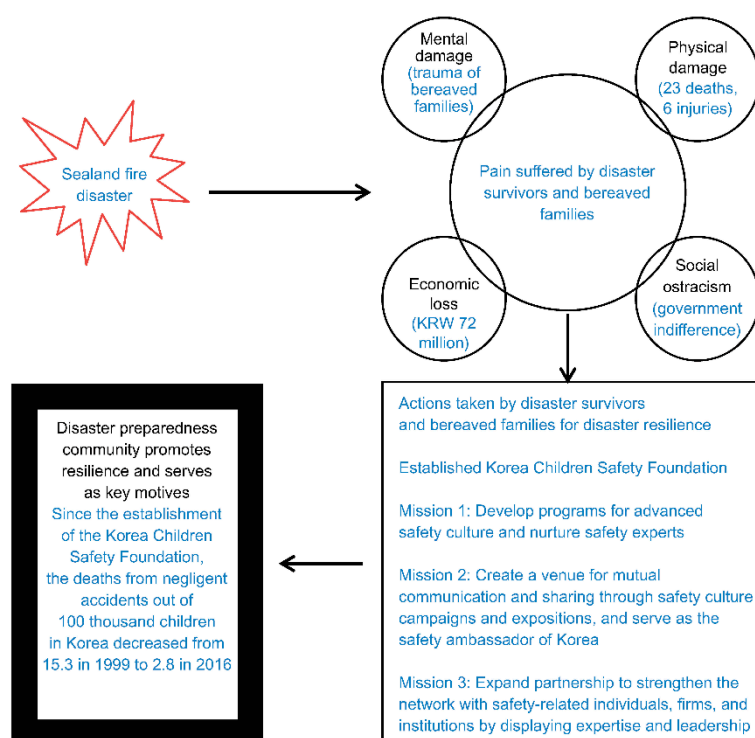 Sealand fire
disaster
Mental
damage
(trauma of
bereaved
families)
Physical
damage
(23 deaths,
6 injuries)
Pain suffered by disaster
survivors and bereaved
families
Economic
loss
(KRW 72
million)
Social
ostracism
(government
indifference)
Actions taken by disaster survivors
and bereaved families for disaster resilience
Established Korea Children Safety Foundation
Mission 1: Develop programs for advanced
safety culture and nurture safety experts
Mission 2: Create a venue for mutual
communication and sharing through safety culture
campaigns and expositions, and serve as the
safety ambassador of Korea
Mission 3: Expand partnership to strengthen the
network with safety-related individuals, firms, and
institutions by displaying expertise and leadership
Disaster preparedness
community promotes
resilience and serves
as key motives
Since the establishment
of the Korea Children
Safety Foundation,
the deaths from negligent
accidents out of
100 thousand children
in Korea decreased from
15.3 in 1999 to 2.8 in 2016